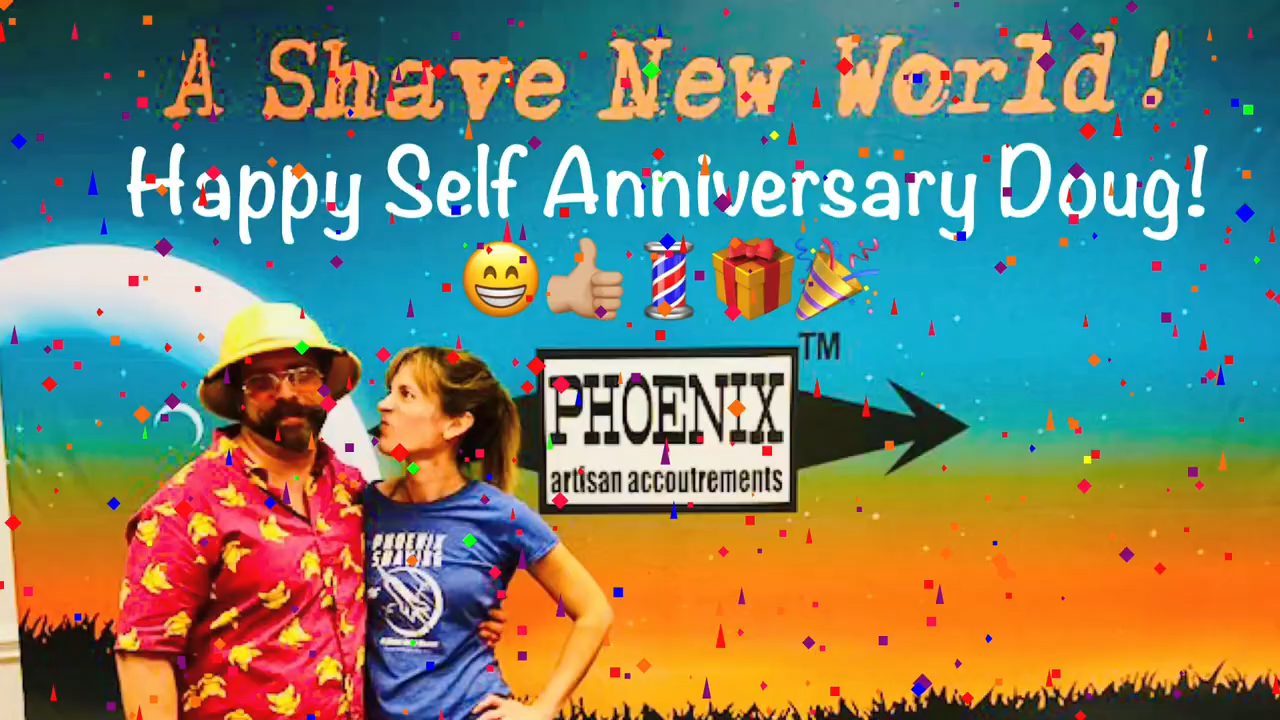 A Shave New World!
Happy Self Anniversary Doug!
TM
PHOENIX
artisan accoutrements
PHOENIX
SHAVING